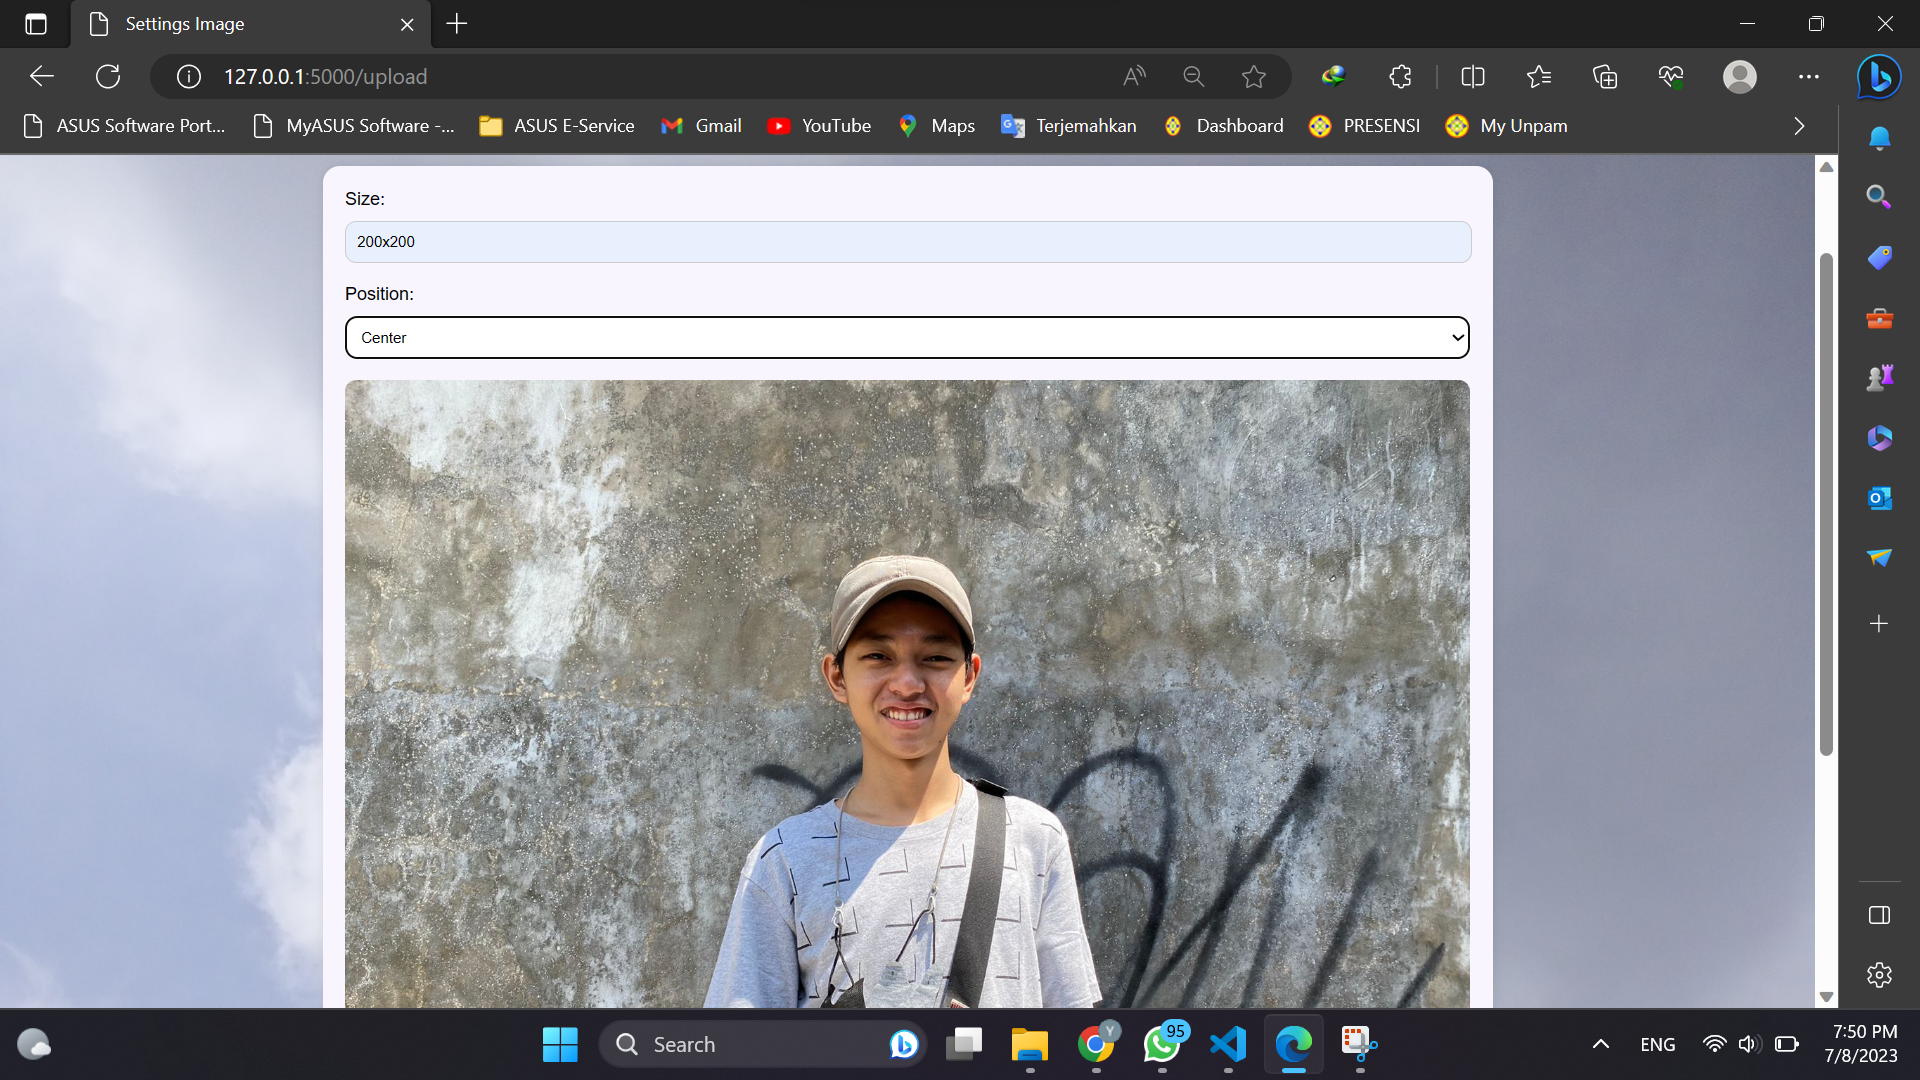 Settings Image
127.0.0.1:5000/upload
ASUS Software Port...
MyASUS Software -...
ASUS E-Service
Gmail
YouTube
Maps
Terjemahkan
Dashboard
PRESENSI
My Unpam
Size:
200x200
Position:
Center
Search
Y
95
ENG
7:50 PM
7/8/2023